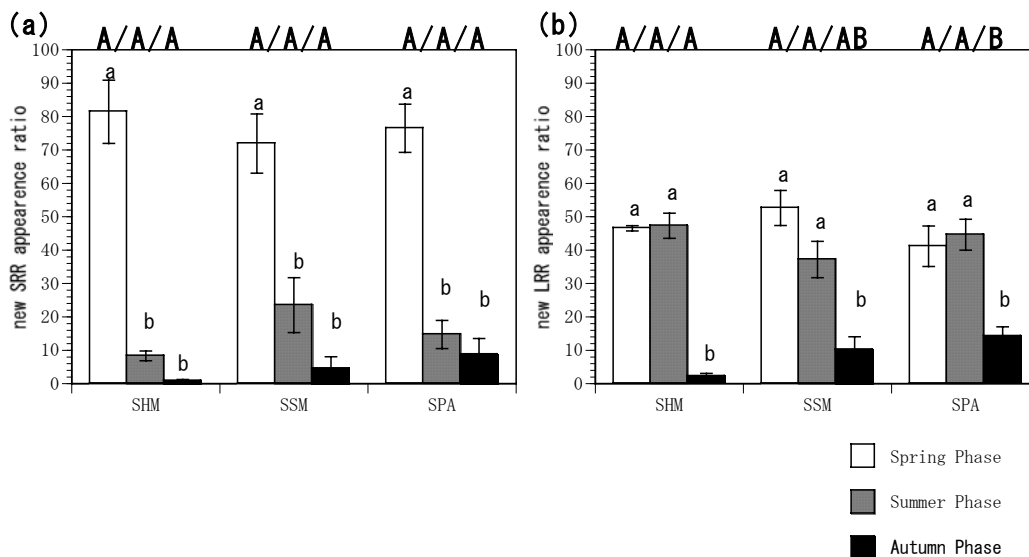 (a)
A/A/A A/A/A A/A/A
new SRR appearence ratio
100
90
80
70
60
50
40
30
20
10
0
a
b
b
a
b
b
a
b
b
SHM SSM SPA
(b)
A/A/A A/A/AB A/A/B
new LRR appearence ratio
100
90
80
70
60
50
40
30
20
10
0
a
a
b
a
a
b
a
a
b
SHM SSM SPA
Spring Phase
Summer Phase
Autumn Phase